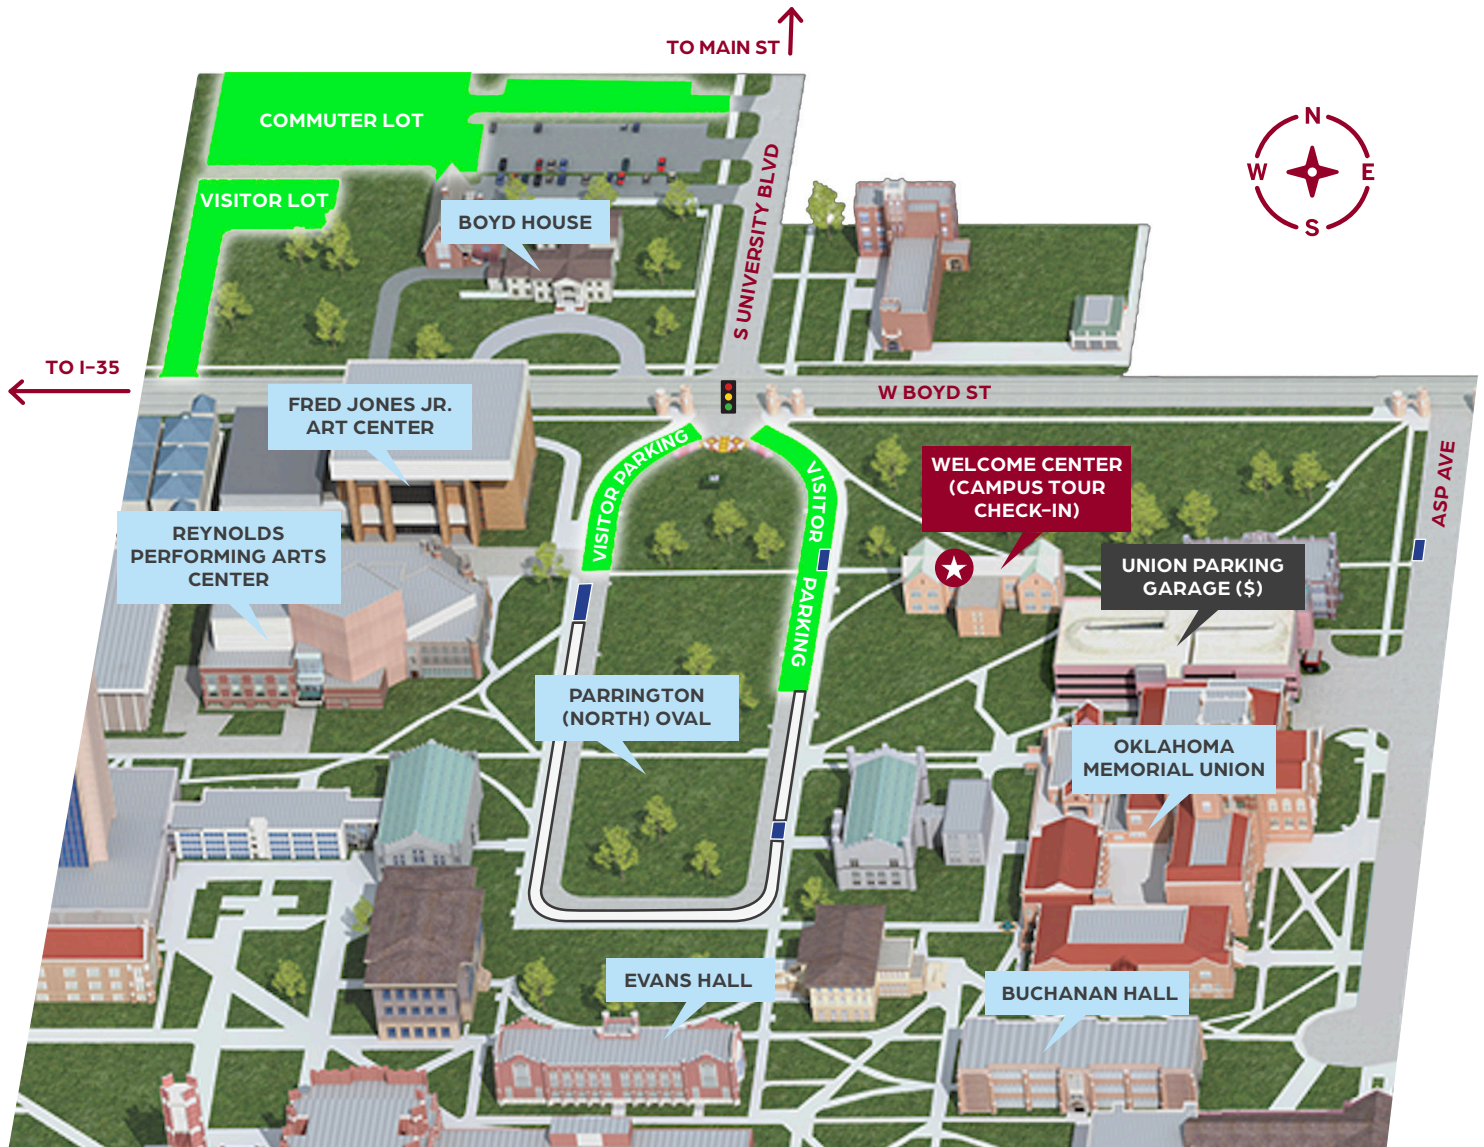 TO MAIN ST
COMMUTER LOT
N
W
E
S
VISITOR LOT
S UNIVERSITY BLVD
BOYD HOUSE
TO I-35
W BOYD ST
FRED JONES JR.
ART CENTER
VISITOR PARKING
VISITOR PARKING
WELCOME CENTER
(CAMPUS TOUR
CHECK-IN)
ASP AVE
REYNOLDS
PERFORMING ARTS
CENTER
UNION PARKING
GARAGE ($)
PARRINGTON
(NORTH) OVAL
OKLAHOMA
MEMORIAL UNION
EVANS HALL
BUCHANAN HALL